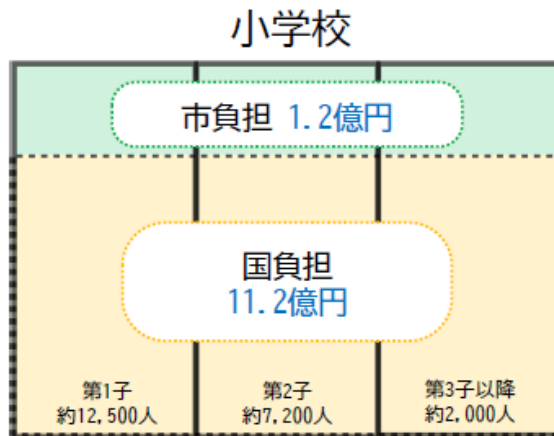 小学校
市負担 1.2億円
国負担
11.2億円
第1子
約12,500人
第2子
約7,200人
第3子以降
約2,000人